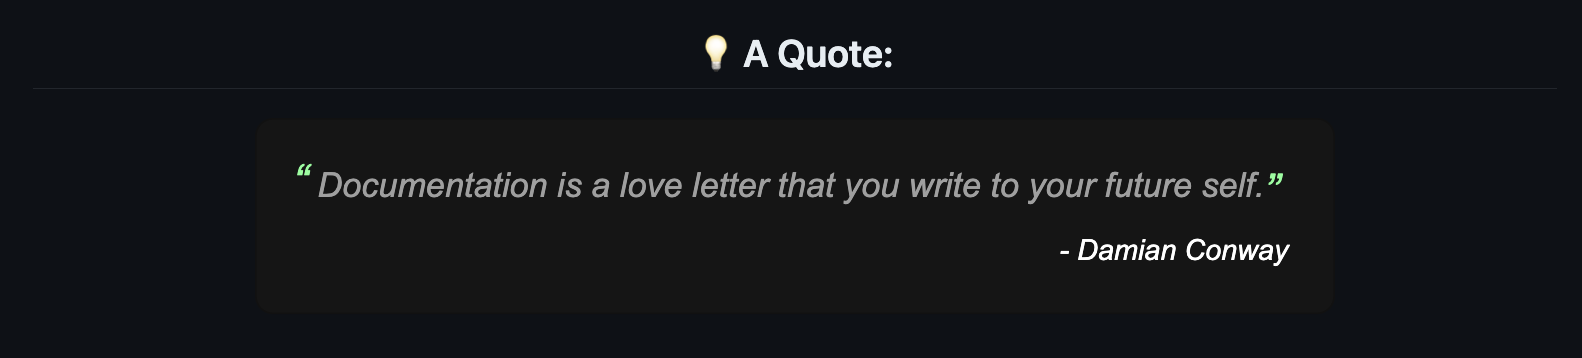 💡 A Quote:
“ Documentation is a love letter that you write to your future self.”
- Damian Conway